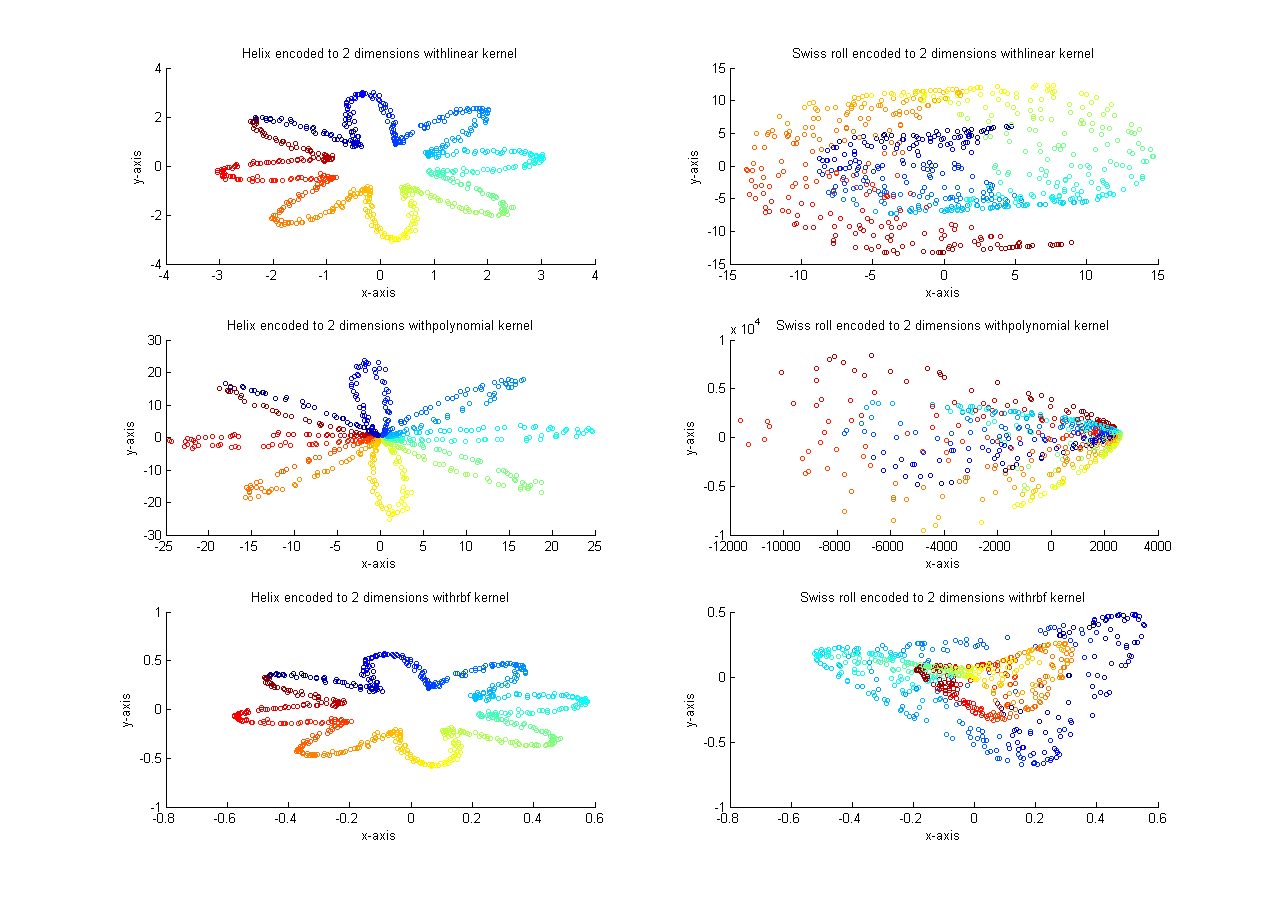 Helix encoded to 2 dimensions withlinear kernel
4
2
0
-2
-4
-4 -3 -2 -1 0 1 2 3 4
y-axis
x-axis
Swiss roll encoded to 2 dimensions withlinear kernel
15
10
5
0
-5
-10
-15
-15 -10 -5 0 5 10 15
y-axis
x-axis
Helix encoded to 2 dimensions withpolynomial kernel
30
20
10
0
-10
-20
-30
-25 -20 -15 -10 -5 0 5 10 15 20 25
y-axis
x-axis
x 10^4
Swiss roll encoded to 2 dimensions withpolynomial kernel
1
0.5
0
-0.5
-1
-12000 -10000 -8000 -6000 -4000 -2000 0 2000 4000
y-axis
x-axis
Helix encoded to 2 dimensions withrbf kernel
1
0.5
0
-0.5
-1
-0.8 -0.6 -0.4 -0.2 0 0.2 0.4 0.6
y-axis
x-axis
Swiss roll encoded to 2 dimensions withrbf kernel
0.5
0
-0.5
-1
-0.8 -0.6 -0.4 -0.2 0 0.2 0.4 0.6
y-axis
x-axis